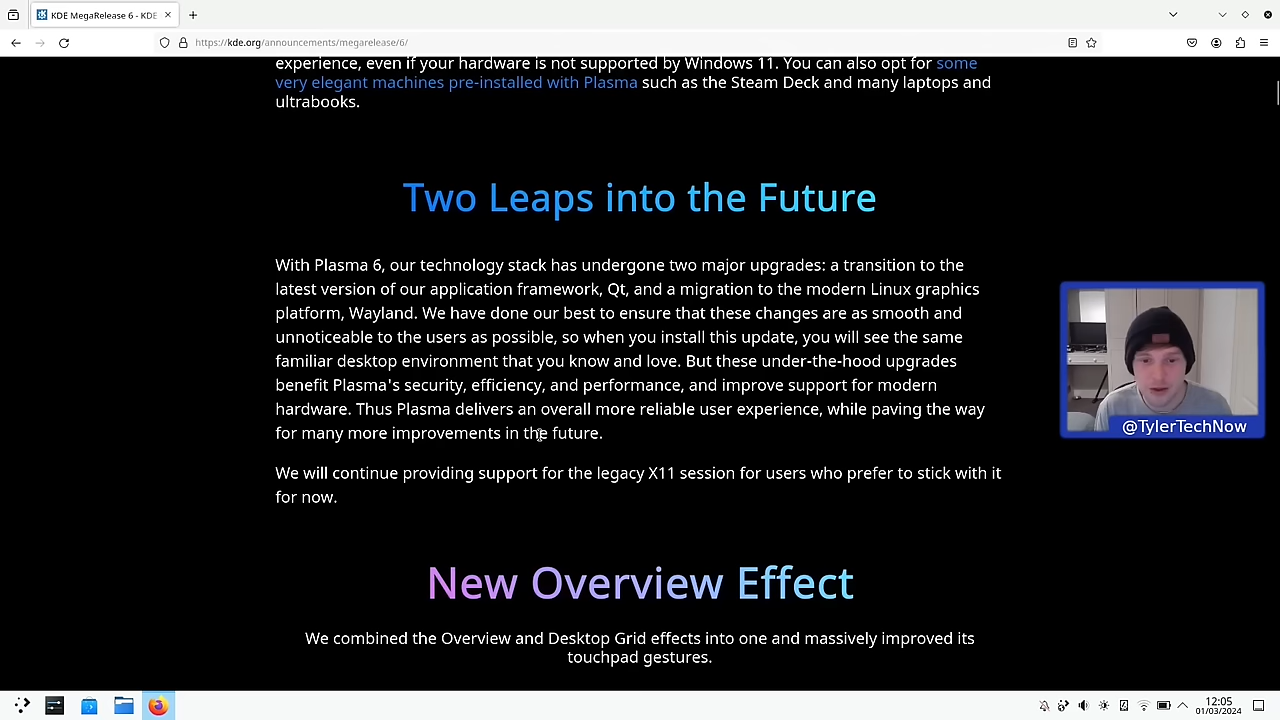 KDE MegaRelease 6 - KDE
https://kde.org/announcements/megarelease/6/
experience, even if your hardware is not supported by Windows 11. You can also opt for some
very elegant machines pre-installed with Plasma such as the Steam Deck and many laptops and
ultrabooks.
Two Leaps into the Future
With Plasma 6, our technology stack has undergone two major upgrades: a transition to the
latest version of our application framework, Qt, and a migration to the modern Linux graphics
platform, Wayland. We have done our best to ensure that these changes are as smooth and
unnoticeable to the users as possible, so when you install this update, you will see the same
familiar desktop environment that you know and love. But these under-the-hood upgrades
benefit Plasma's security, efficiency, and performance, and improve support for modern
hardware. Thus Plasma delivers an overall more reliable user experience, while paving the way
for many more improvements in the future.
@TylerTechNow
We will continue providing support for the legacy X11 session for users who prefer to stick with it
for now.
New Overview Effect
We combined the Overview and Desktop Grid effects into one and massively improved its
touchpad gestures.
12:05
01/03/2024